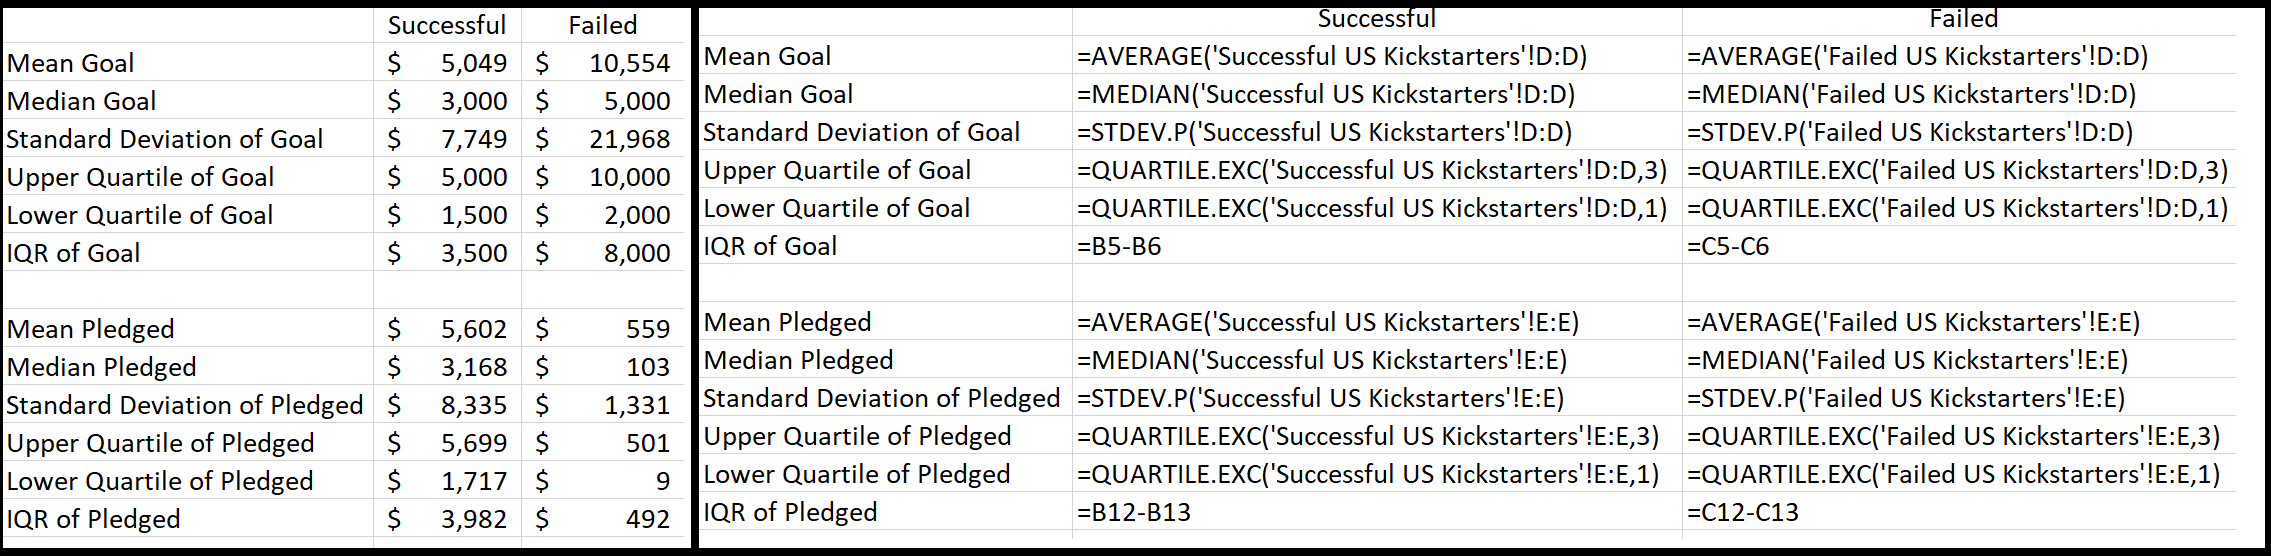 Successful Failed
Mean Goal $ 5,049 $ 10,554
Median Goal $ 3,000 $ 5,000
Standard Deviation of Goal $ 7,749 $ 21,968
Upper Quartile of Goal $ 5,000 $ 10,000
Lower Quartile of Goal $ 1,500 $ 2,000
IQR of Goal $ 3,500 $ 8,000
Mean Pledged $ 5,602 $ 559
Median Pledged $ 3,168 $ 103
Standard Deviation of Pledged $ 8,335 $ 1,331
Upper Quartile of Pledged $ 5,699 $ 501
Lower Quartile of Pledged $ 1,717 $ 9
IQR of Pledged $ 3,982 $ 492
Successful Failed
Mean Goal =AVERAGE('Successful US Kickstarters'!D:D) =AVERAGE('Failed US Kickstarters'!D:D)
Median Goal =MEDIAN('Successful US Kickstarters'!D:D) =MEDIAN('Failed US Kickstarters'!D:D)
Standard Deviation of Goal =STDEV.P('Successful US Kickstarters'!D:D) =STDEV.P('Failed US Kickstarters'!D:D)
Upper Quartile of Goal =QUARTILE.EXC('Successful US Kickstarters'!D:D,3) =QUARTILE.EXC('Failed US Kickstarters'!D:D,3)
Lower Quartile of Goal =QUARTILE.EXC('Successful US Kickstarters'!D:D,1) =QUARTILE.EXC('Failed US Kickstarters'!D:D,1)
IQR of Goal =B5-B6 =C5-C6
Mean Pledged =AVERAGE('Successful US Kickstarters'!E:E) =AVERAGE('Failed US Kickstarters'!E:E)
Median Pledged =MEDIAN('Successful US Kickstarters'!E:E) =MEDIAN('Failed US Kickstarters'!E:E)
Standard Deviation of Pledged =STDEV.P('Successful US Kickstarters'!E:E) =STDEV.P('Failed US Kickstarters'!E:E)
Upper Quartile of Pledged =QUARTILE.EXC('Successful US Kickstarters'!E:E,3) =QUARTILE.EXC('Failed US Kickstarters'!E:E,3)
Lower Quartile of Pledged =QUARTILE.EXC('Successful US Kickstarters'!E:E,1) =QUARTILE.EXC('Failed US Kickstarters'!E:E,1)
IQR of Pledged =B12-B13 =C12-C13